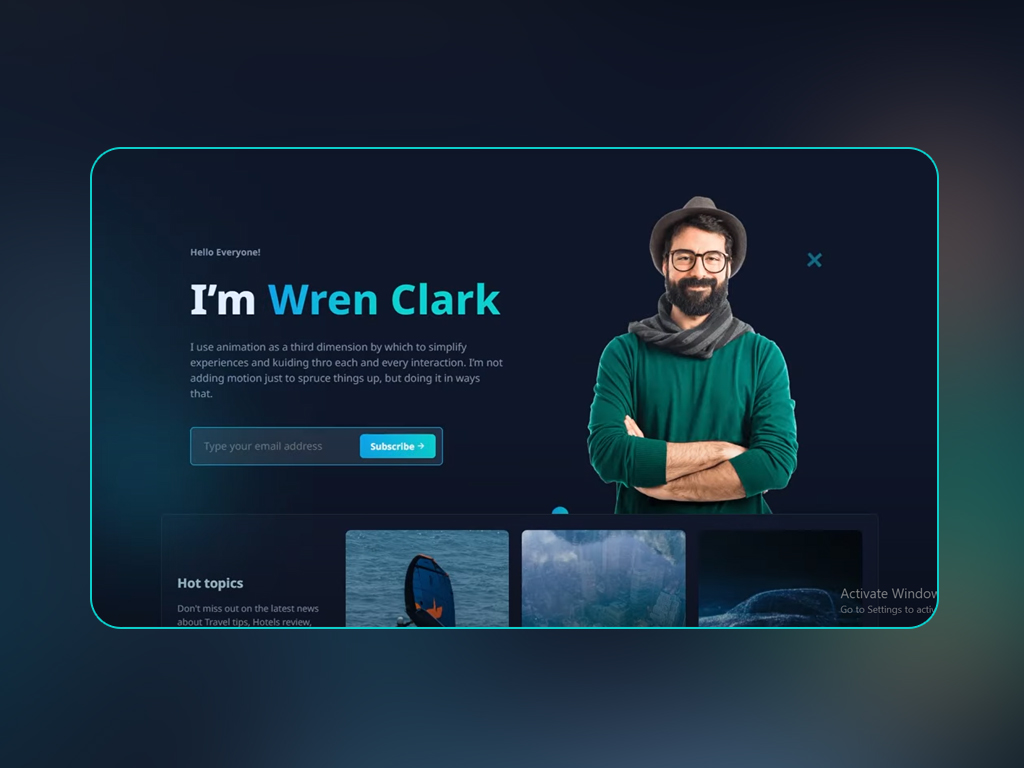 Hello Everyone!
I’m Wren Clark
I use animation as a third dimension by which to simplify
experiences and kuiding thro each and every interaction. I’m not
adding motion just to spruce things up, but doing it in ways
that.
Type your email address
Subscribe →
Hot topics
Don’t miss out on the latest news
about Travel tips, Hotels review,
Activate Window
Go to Settings to activ